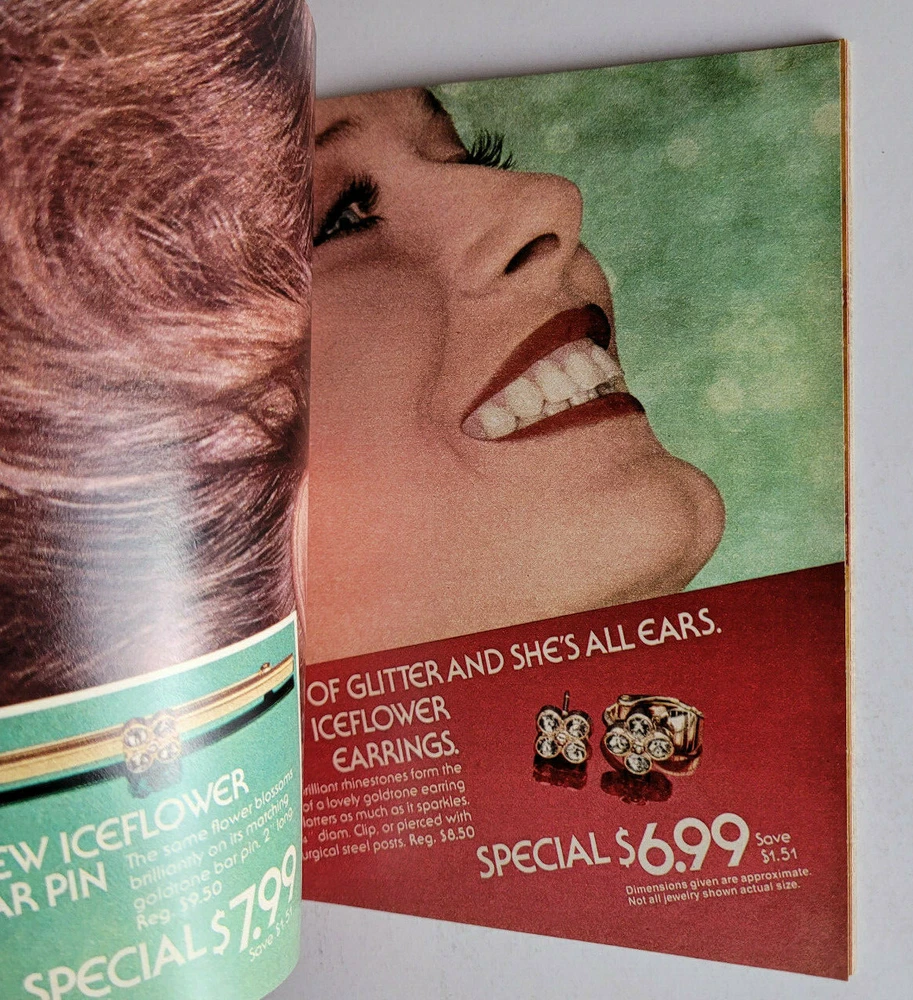 EW ICEFLOWER
AR PIN
The same flower blossoms
brilliantly on its matching
goldtone bar pin. 2" long.
Reg. $9.50
SPECIAL $7.99
Save $1.51
OF GLITTER AND SHE'S ALL EARS.
ICEFLOWER
EARRINGS.
rilliant rhinestones form the
of a lovely goldtone earring
latters as much as it sparkles.
" diam. Clip, or pierced with
urgical steel posts. Reg. $8.50
SPECIAL $6.99
Save
$1.51
Dimensions given are approximate.
Not all jewelry shown actual size.